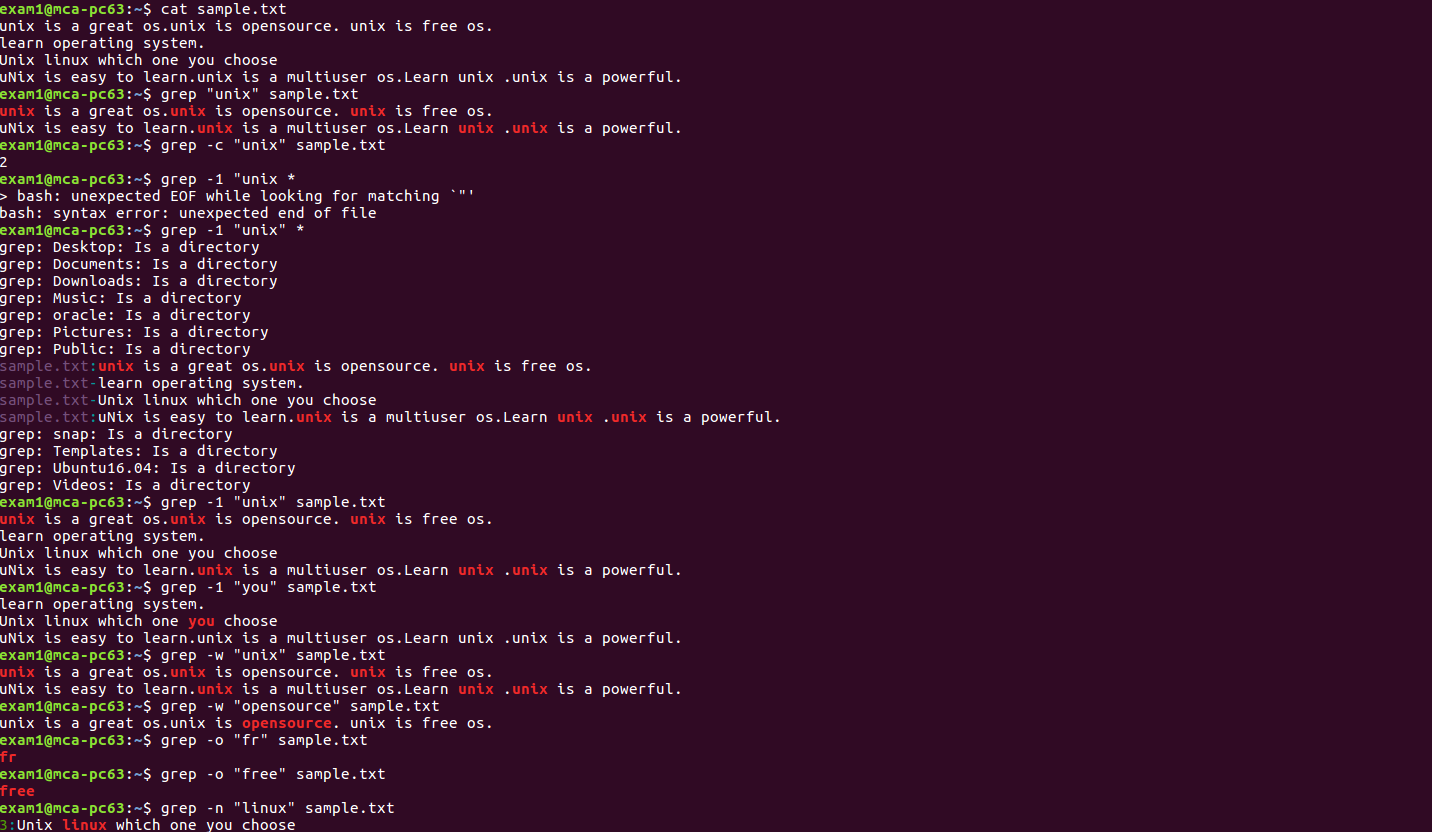 exam1@mca-pc63:~$ cat sample.txt
unix is a great os.unix is opensource. unix is free os.
learn operating system.
Unix linux which one you choose
uNix is easy to learn.unix is a multiuser os.Learn unix .unix is a powerful.
exam1@mca-pc63:~$ grep "unix" sample.txt
unix is a great os.unix is opensource. unix is free os.
uNix is easy to learn.unix is a multiuser os.Learn unix .unix is a powerful.
exam1@mca-pc63:~$ grep -c "unix" sample.txt
2
exam1@mca-pc63:~$ grep -1 "unix *
> bash: unexpected EOF while looking for matching `"'
bash: syntax error: unexpected end of file
exam1@mca-pc63:~$ grep -1 "unix" *
grep: Desktop: Is a directory
grep: Documents: Is a directory
grep: Downloads: Is a directory
grep: Music: Is a directory
grep: oracle: Is a directory
grep: Pictures: Is a directory
grep: Public: Is a directory
sample.txt:unix is a great os.unix is opensource. unix is free os.
sample.txt-learn operating system.
sample.txt-Unix linux which one you choose
sample.txt:uNix is easy to learn.unix is a multiuser os.Learn unix .unix is a powerful.
grep: snap: Is a directory
grep: Templates: Is a directory
grep: Ubuntu16.04: Is a directory
grep: Videos: Is a directory
exam1@mca-pc63:~$ grep -1 "unix" sample.txt
unix is a great os.unix is opensource. unix is free os.
learn operating system.
Unix linux which one you choose
uNix is easy to learn.unix is a multiuser os.Learn unix .unix is a powerful.
exam1@mca-pc63:~$ grep -1 "you" sample.txt
learn operating system.
Unix linux which one you choose
uNix is easy to learn.unix is a multiuser os.Learn unix .unix is a powerful.
exam1@mca-pc63:~$ grep -w "unix" sample.txt
unix is a great os.unix is opensource. unix is free os.
uNix is easy to learn.unix is a multiuser os.Learn unix .unix is a powerful.
exam1@mca-pc63:~$ grep -w "opensource" sample.txt
unix is a great os.unix is opensource. unix is free os.
exam1@mca-pc63:~$ grep -o "fr" sample.txt
fr
exam1@mca-pc63:~$ grep -o "free" sample.txt
free
exam1@mca-pc63:~$ grep -n "linux" sample.txt
3:Unix linux which one you choose